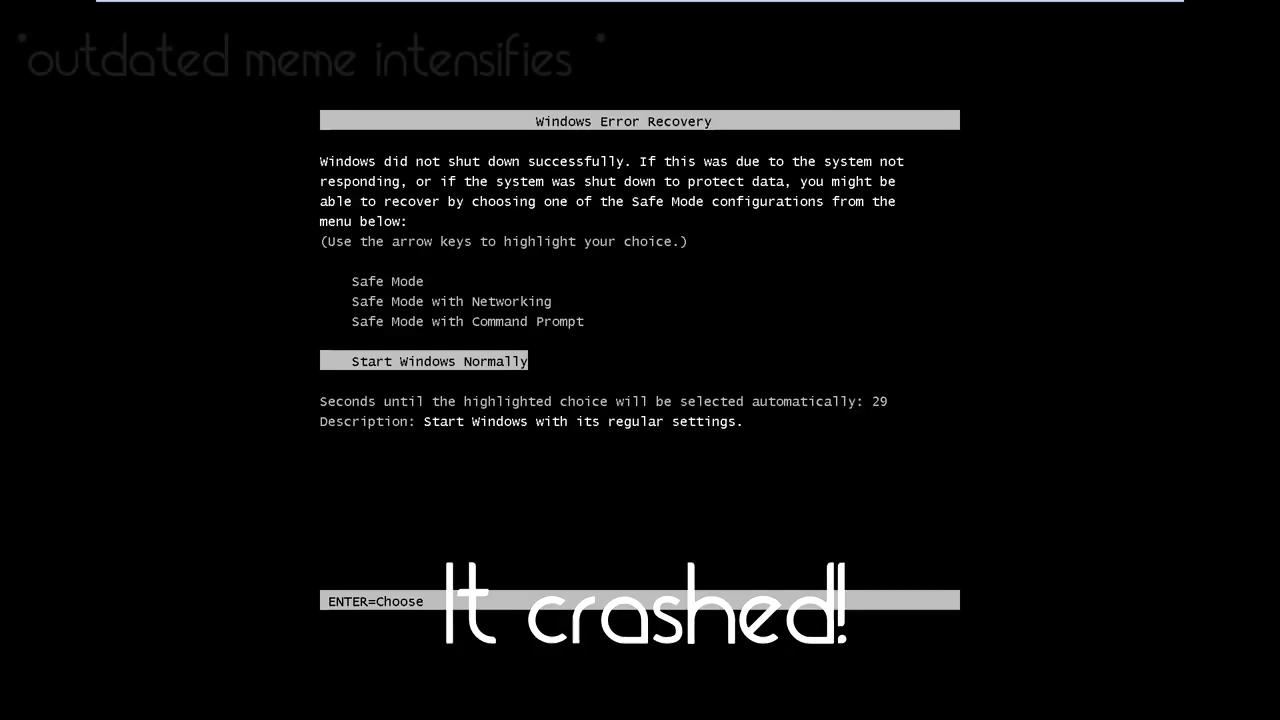 *outdated meme intensifies *
Windows Error Recovery
Windows did not shut down successfully. If this was due to the system not
responding, or if the system was shut down to protect data, you might be
able to recover by choosing one of the Safe Mode configurations from the
menu below:
(Use the arrow keys to highlight your choice.)
Safe Mode
Safe Mode with Networking
Safe Mode with Command Prompt
Start Windows Normally
Seconds until the highlighted choice will be selected automatically: 29
Description: Start Windows with its regular settings.
ENTER=Choose
It crashed!